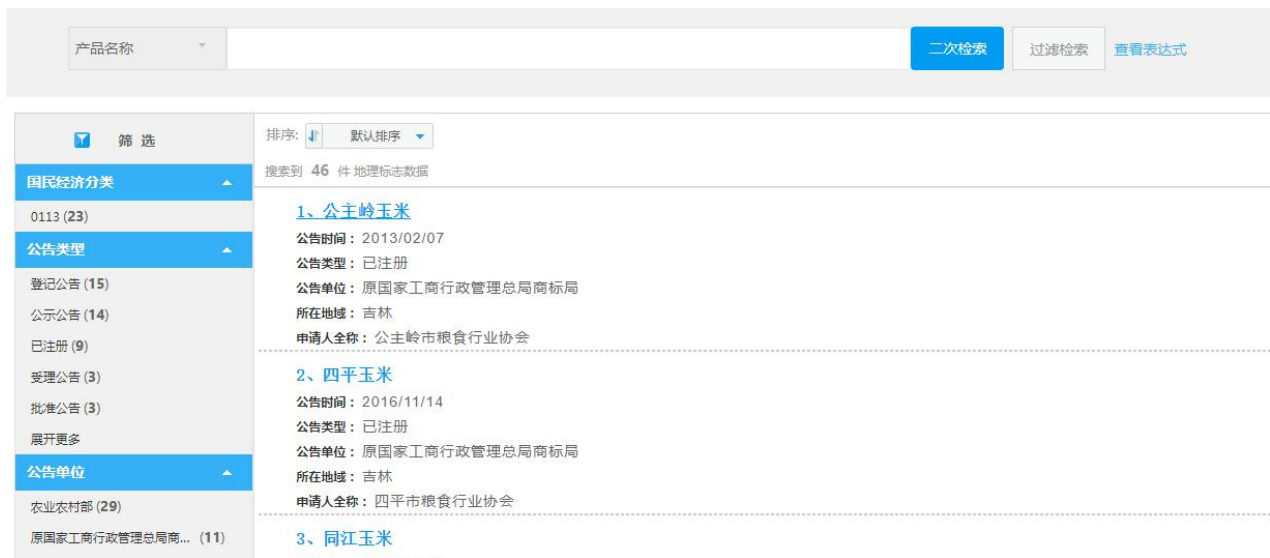 产品名称 二次检索 过滤检索 查看表达式
筛选
国民经济分类
0113 (23)
公告类型
登记公告 (15)
公示公告 (14)
已注册 (9)
受理公告 (3)
批准公告 (3)
展开更多
公告单位
农业农村部 (29)
原国家工商行政管理总局商... (11)
排序: 默认排序
搜索到 46 件 地理标志数据
1、公主岭玉米
公告时间：2013/02/07
公告类型：已注册
公告单位：原国家工商行政管理总局商标局
所在地域：吉林
申请人全称：公主岭市粮食行业协会
2、四平玉米
公告时间：2016/11/14
公告类型：已注册
公告单位：原国家工商行政管理总局商标局
所在地域：吉林
申请人全称：四平市粮食行业协会
3、同江玉米